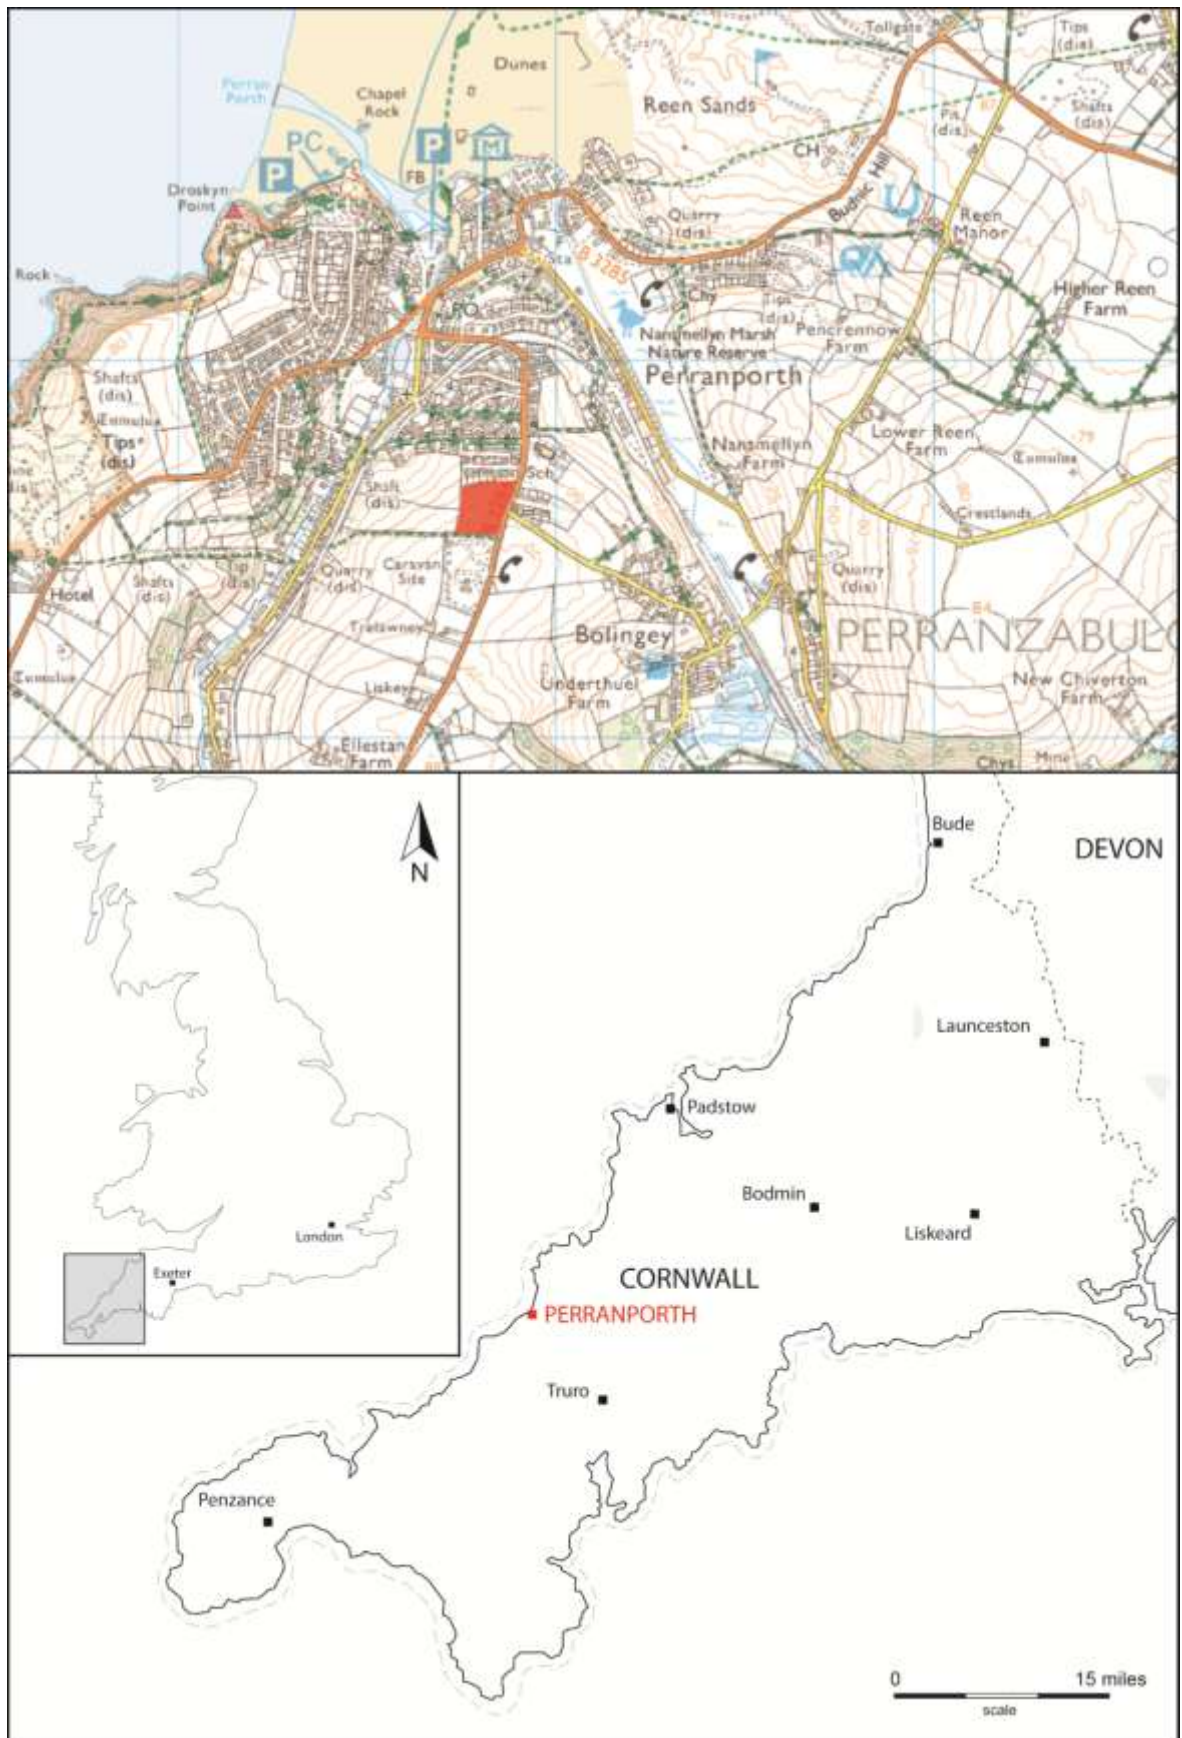 Tollgate
Tips
(dis)
Dunes
Perran
Porth
Chapel
Rock
Reen Sands
Shafts
(dis)
87
Pit
(dis)
PC
P
P
M
CH
FB
Budnic Hill
Droskyn
Point
Quarry
(dis)
Reen
Manor
Rock
B 3285
Sta
Higher Reen
Farm
PO
Chy
Tips
(dis)
Pencrennow
Farm
Nansmellyn Marsh
Nature Reserve
Perranporth
Shafts
(dis)
Tumulus
Tips
(dis)
Lower Reen
Farm
79
Nansmellyn
Farm
Tumulus
Sch
Shaft
(dis)
Crestlands
Tip
(dis)
Quarry
(dis)
Caravan
Site
Quarry
(dis)
Hotel
Shafts
(dis)
84
Trelawney
Bolingey
PERRANZABULO
Tumulus
Liskey
Underthuel
Farm
New Chiverton
Farm
Ellestan
Farm
Chys
Mine
N
Bude
DEVON
Launceston
Padstow
Bodmin
Liskeard
London
Exeter
CORNWALL
PERRANPORTH
Truro
Penzance
0 15 miles
scale